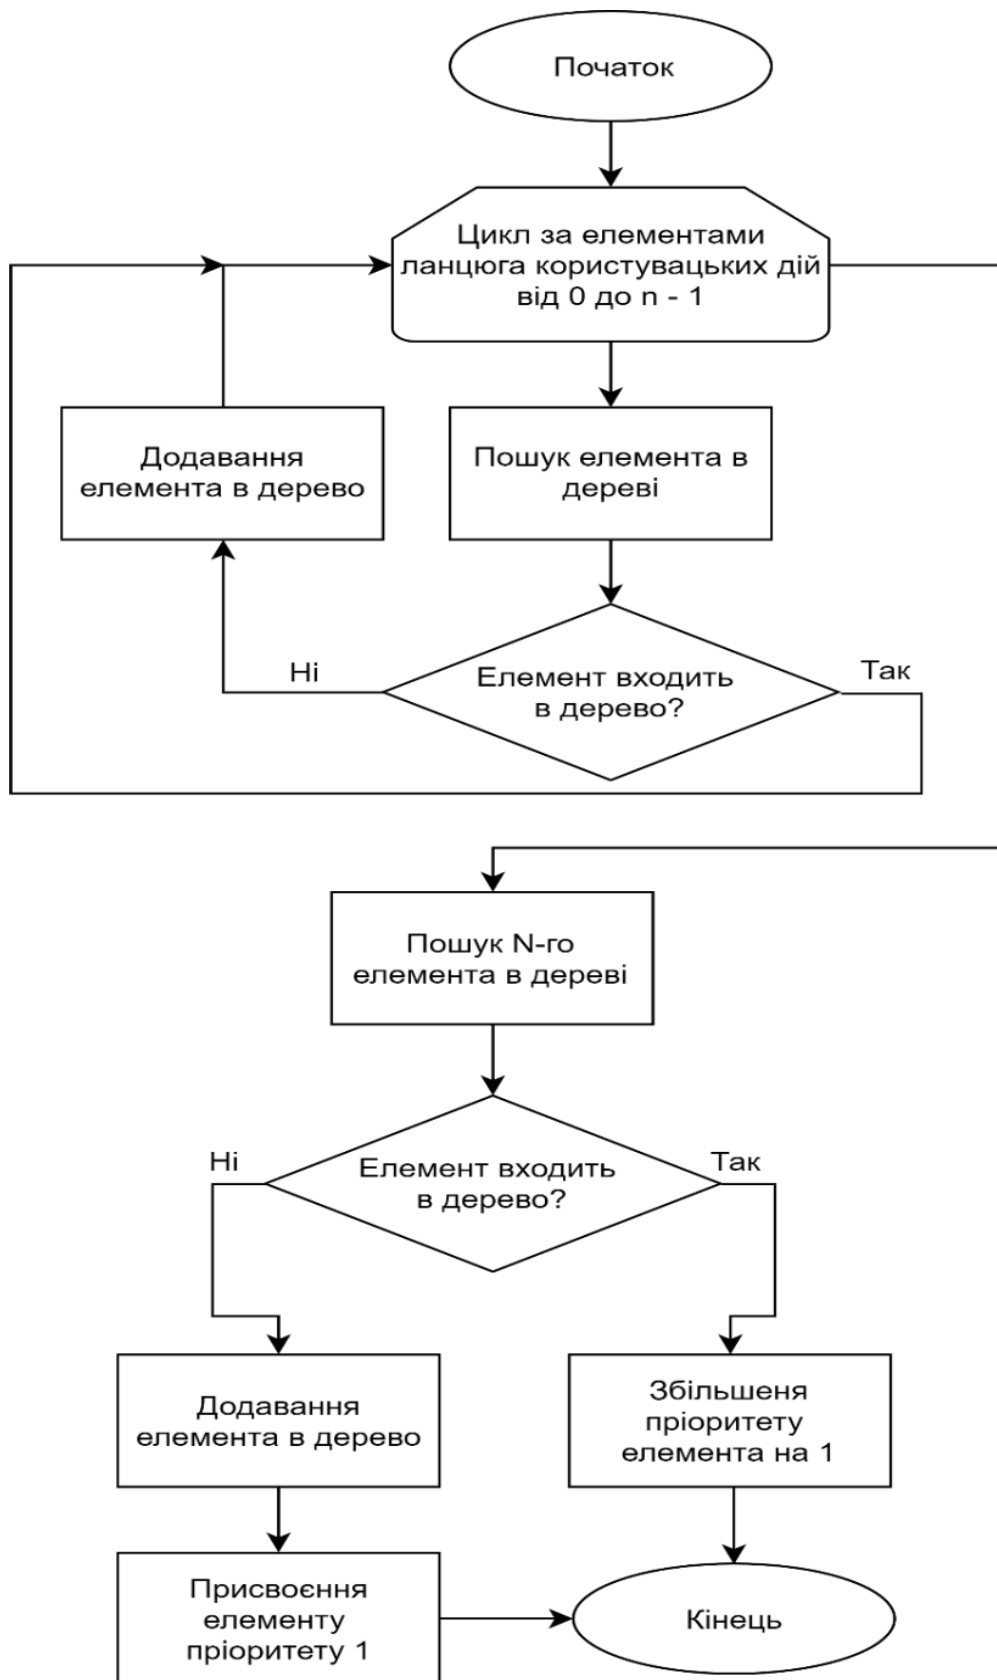 Початок
Цикл за елементами
ланцюга користувацьких дій
від 0 до n - 1
Додавання
елемента в дерево
Пошук елемента в
дереві
Ні
Елемент входить
в дерево?
Так
Пошук N-го
елемента в дереві
Ні
Елемент входить
в дерево?
Так
Додавання
елемента в дерево
Збільшеня
пріоритету
елемента на 1
Присвоєння
елементу
пріоритету 1
Кінець